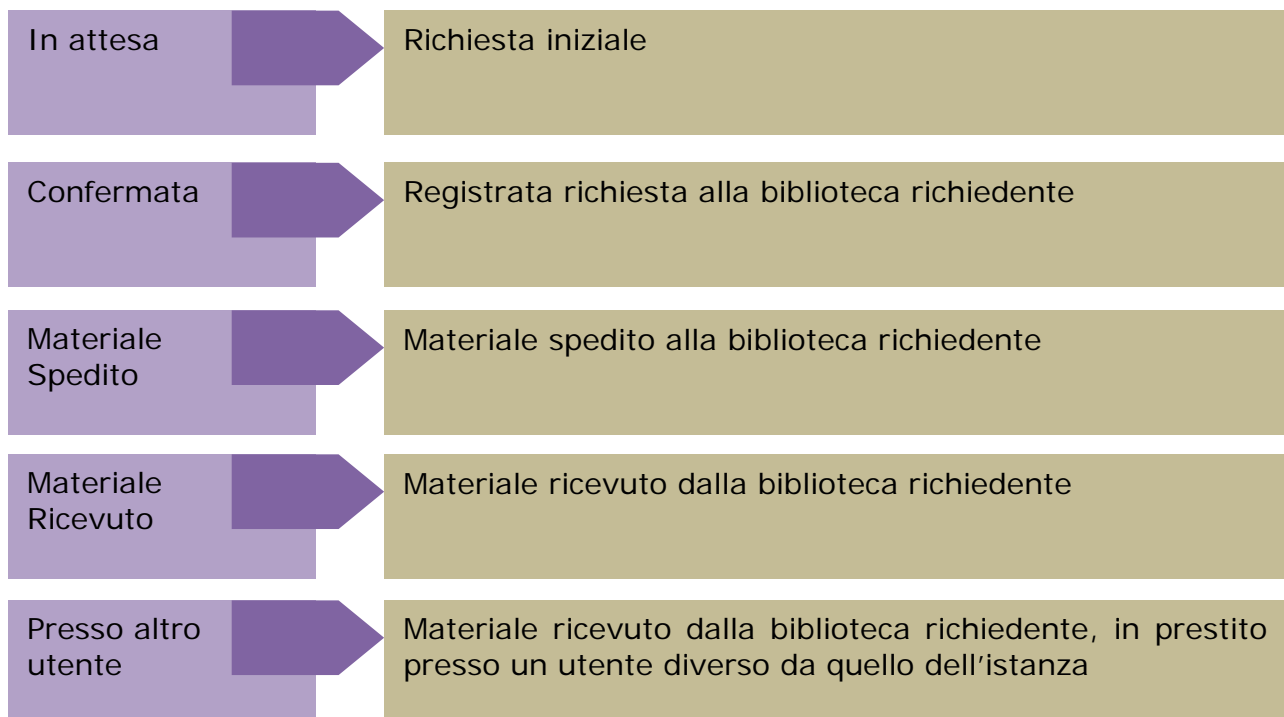 In attesa
Richiesta iniziale
Confermata
Registrata richiesta alla biblioteca richiedente
Materiale
Spedito
Materiale spedito alla biblioteca richiedente
Materiale
Ricevuto
Materiale ricevuto dalla biblioteca richiedente
Presso altro
utente
Materiale ricevuto dalla biblioteca richiedente, in prestito
presso un utente diverso da quello dell’istanza